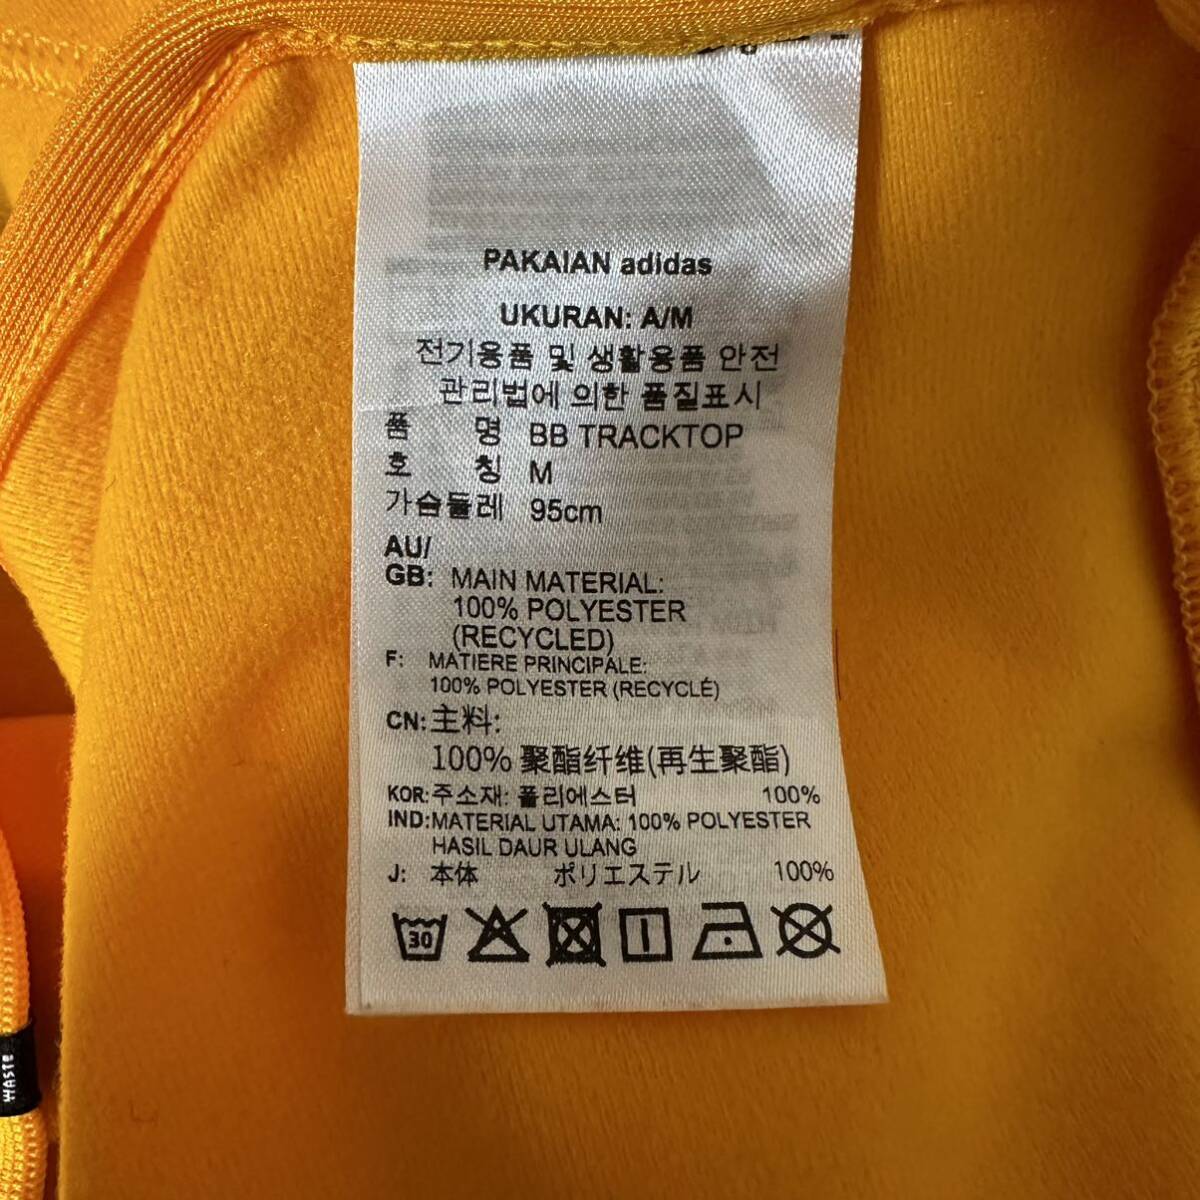 PAKAIAN adidas
UKURAN: A/M
전기용품 및 생활용품 안전
관리법에 의한 품질표시
품 명 BB TRACKTOP
호 칭 M
가슴둘레 95cm
AU/
GB: MAIN MATERIAL:
100% POLYESTER
(RECYCLED)
F: MATIERE PRINCIPALE:
100% POLYESTER (RECYCLÉ)
CN: 主料:
100% 聚酯纤维(再生聚酯)
KOR: 주소재: 폴리에스터 100%
IND: MATERIAL UTAMA: 100% POLYESTER
HASIL DAUR ULANG
J: 本体 ポリエステル 100%
30
WASTE